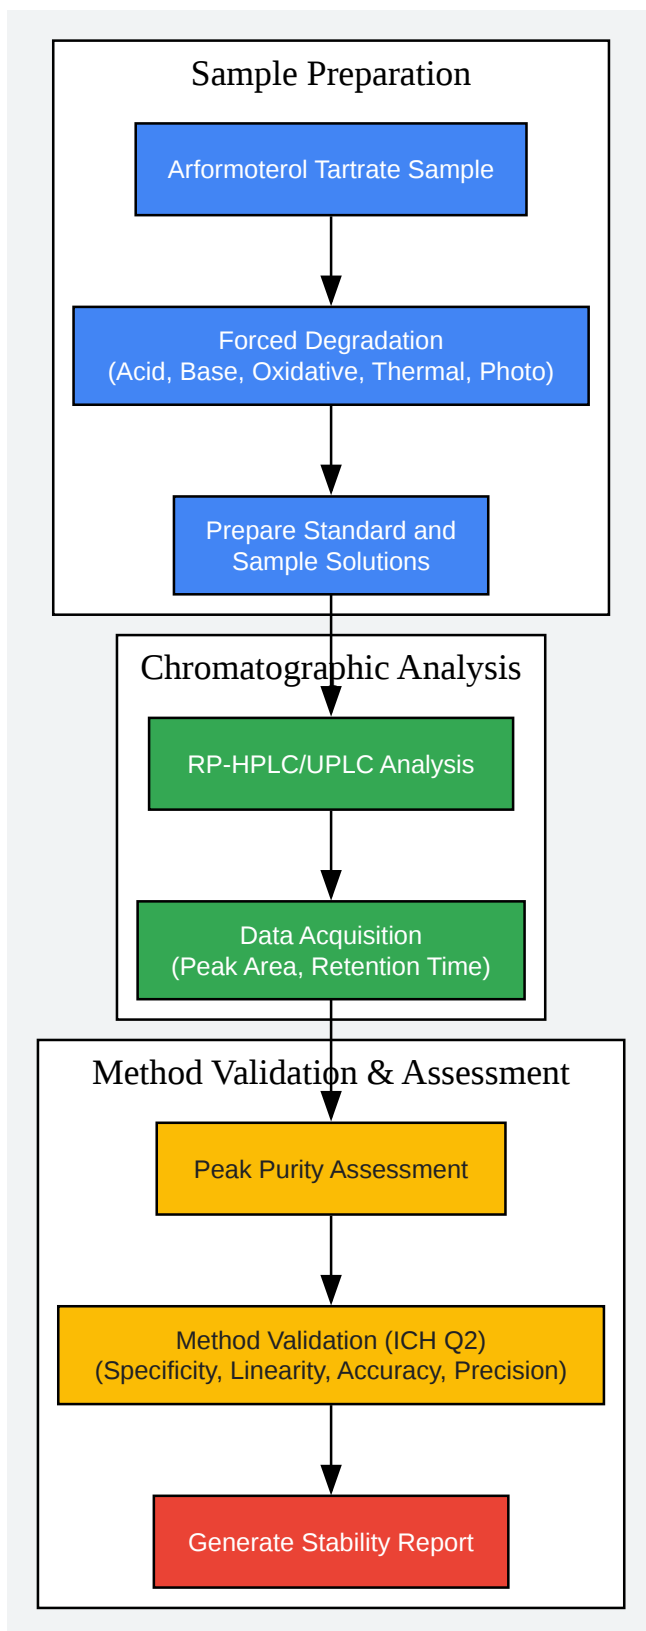 Sample Preparation
Arformoterol Tartrate Sample
Forced Degradation
(Acid, Base, Oxidative, Thermal, Photo)
Prepare Standard and
Sample Solutions
Chromatographic Analysis
RP-HPLC/UPLC Analysis
Data Acquisition
(Peak Area, Retention Time)
Method Validation & Assessment
Peak Purity Assessment
Method Validation (ICH Q2)
(Specificity, Linearity, Accuracy, Precision)
Generate Stability Report